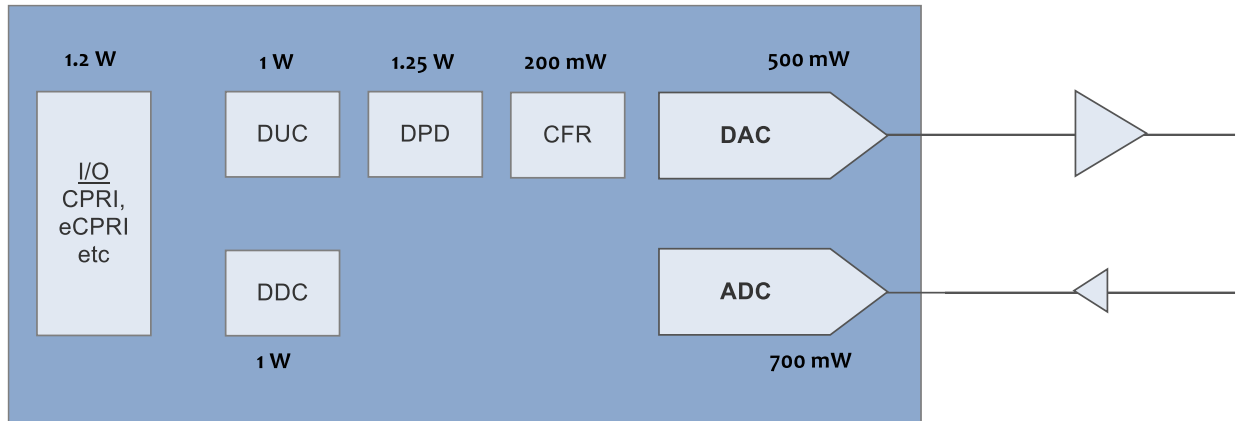 1.2 W
1 W
1.25 W
200 mW
500 mW
I/O
CPRI,
eCPRI
etc
DUC
DPD
CFR
DAC
DDC
ADC
1 W
700 mW